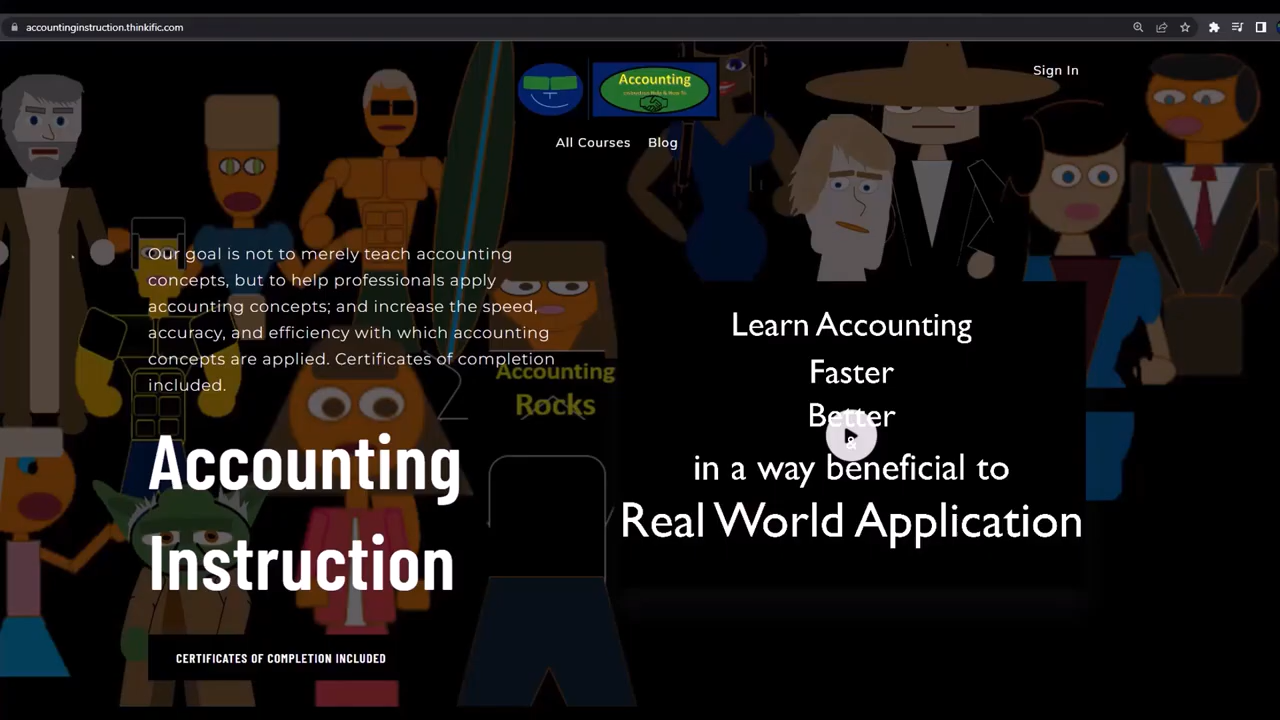 accountinginstruction.thinkific.com
Accounting
Sign In
All Courses Blog
Our goal is not to merely teach accounting
concepts, but to help professionals apply
accounting concepts; and increase the speed,
accuracy, and efficiency with which accounting
concepts are applied. Certificates of completion
included.
Accounting
Rocks
Learn Accounting
Faster
Better
&
in a way beneficial to
Real World Application
Accounting
Instruction
CERTIFICATES OF COMPLETION INCLUDED